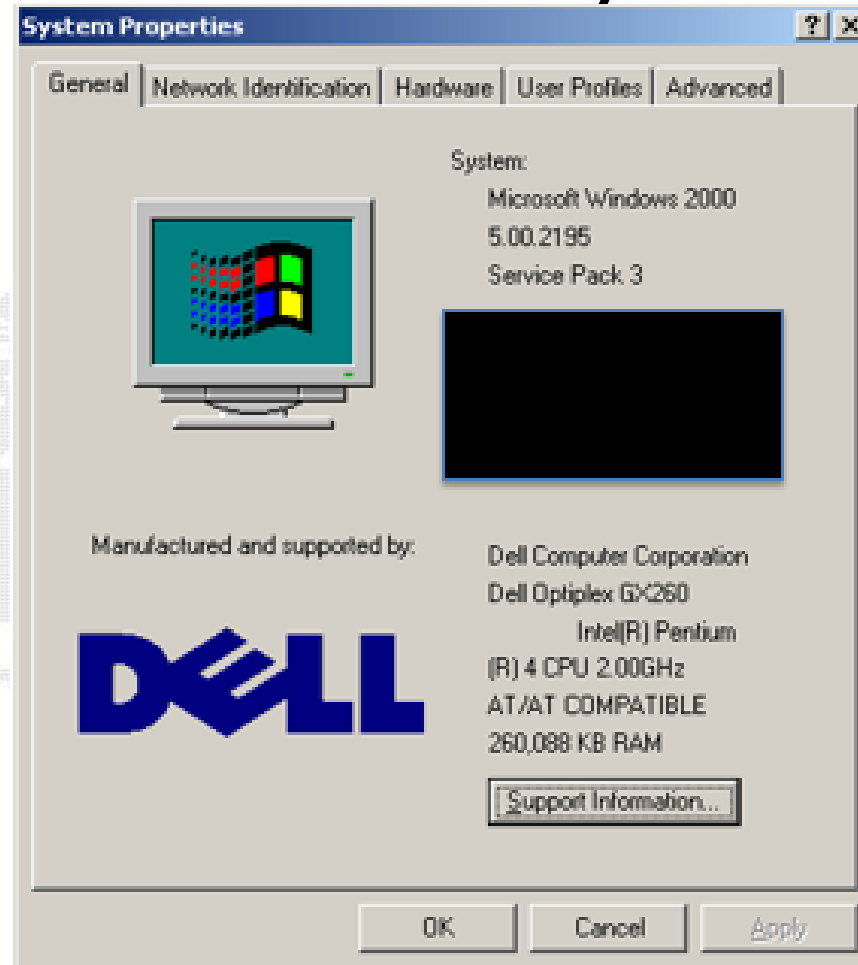 System Properties
General Network Identification Hardware User Profiles Advanced
System:
Microsoft Windows 2000
5.00.2195
Service Pack 3
Manufactured and supported by:
Dell Computer Corporation
Dell Optiplex GX260
Intel(R) Pentium
(R) 4 CPU 2.00GHz
AT/AT COMPATIBLE
260,088 KB RAM
DELL
Support Information...
OK Cancel Apply